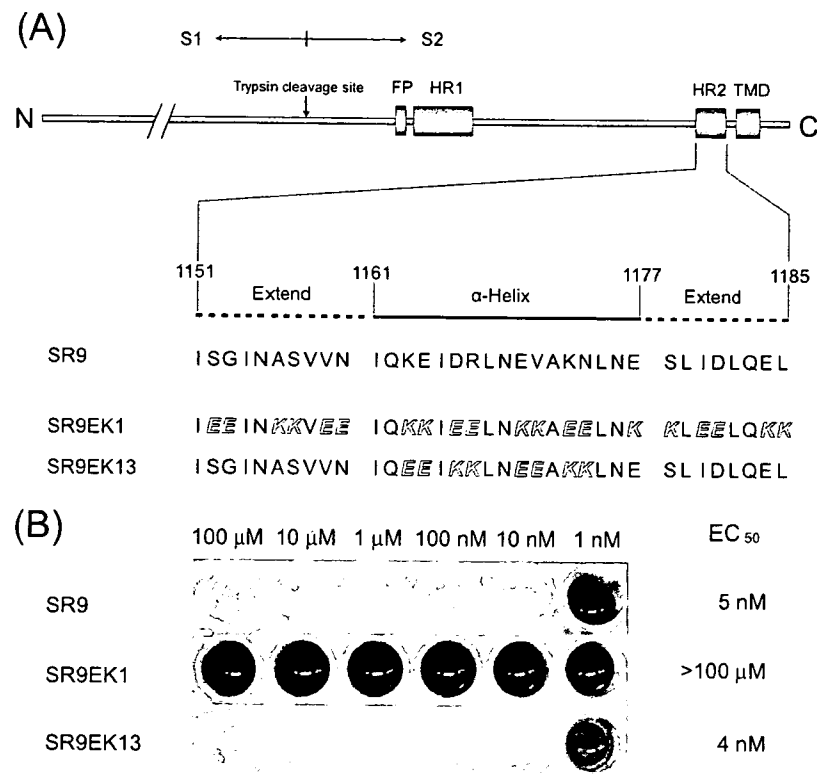 (A)
S1 S2
Trypsin cleavage site FP HR1 HR2 TMD
N C
1151 1161 1177 1185
Extend α-Helix Extend
SR9 ISGINASVVN IQKEIDRLNEVAKNLNE SLIDLQEL
SR9EK1 IEEINKKVEE IQKKIEELNKKAEELNK KLEELQKK
SR9EK13 ISGINASVVN IQEEIKKLNEEAKKLNE SLIDLQEL
(B)
100 μM 10 μM 1 μM 100 nM 10 nM 1 nM EC50
SR9 5 nM
SR9EK1 >100 μM
SR9EK13 4 nM